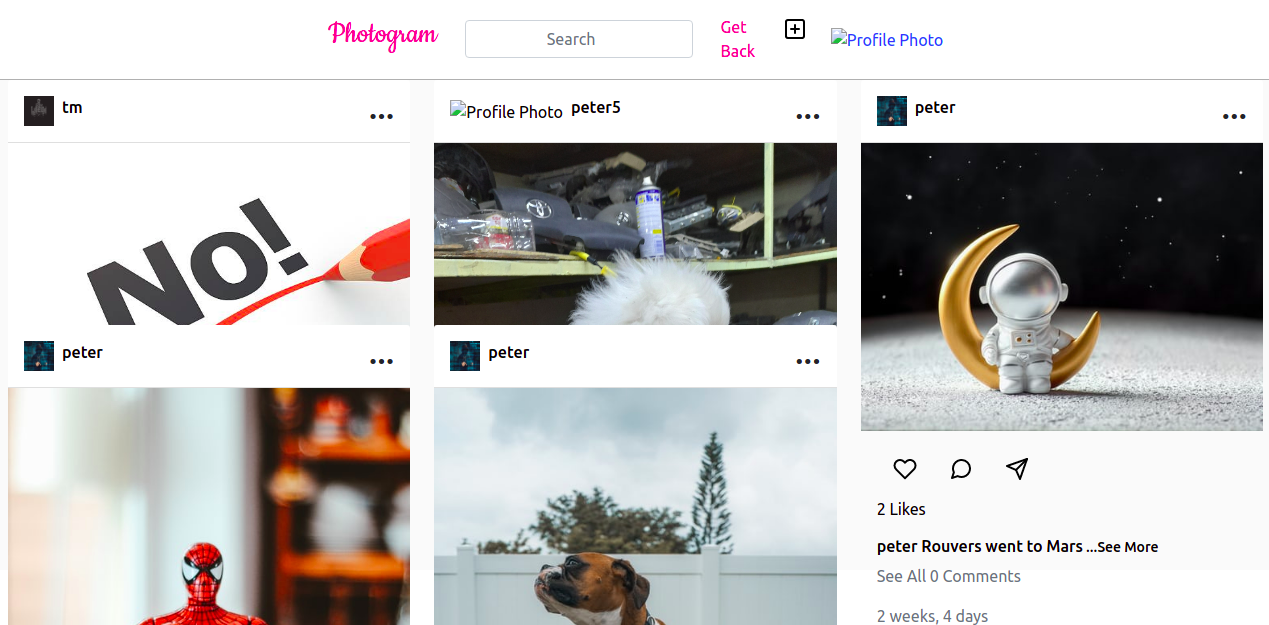 Photogram
Search
Get
Back
Profile Photo
tm
Profile Photo
peter5
peter
No!
peter
peter
2 Likes
peter Rouvers went to Mars ...See More
See All 0 Comments
2 weeks, 4 days